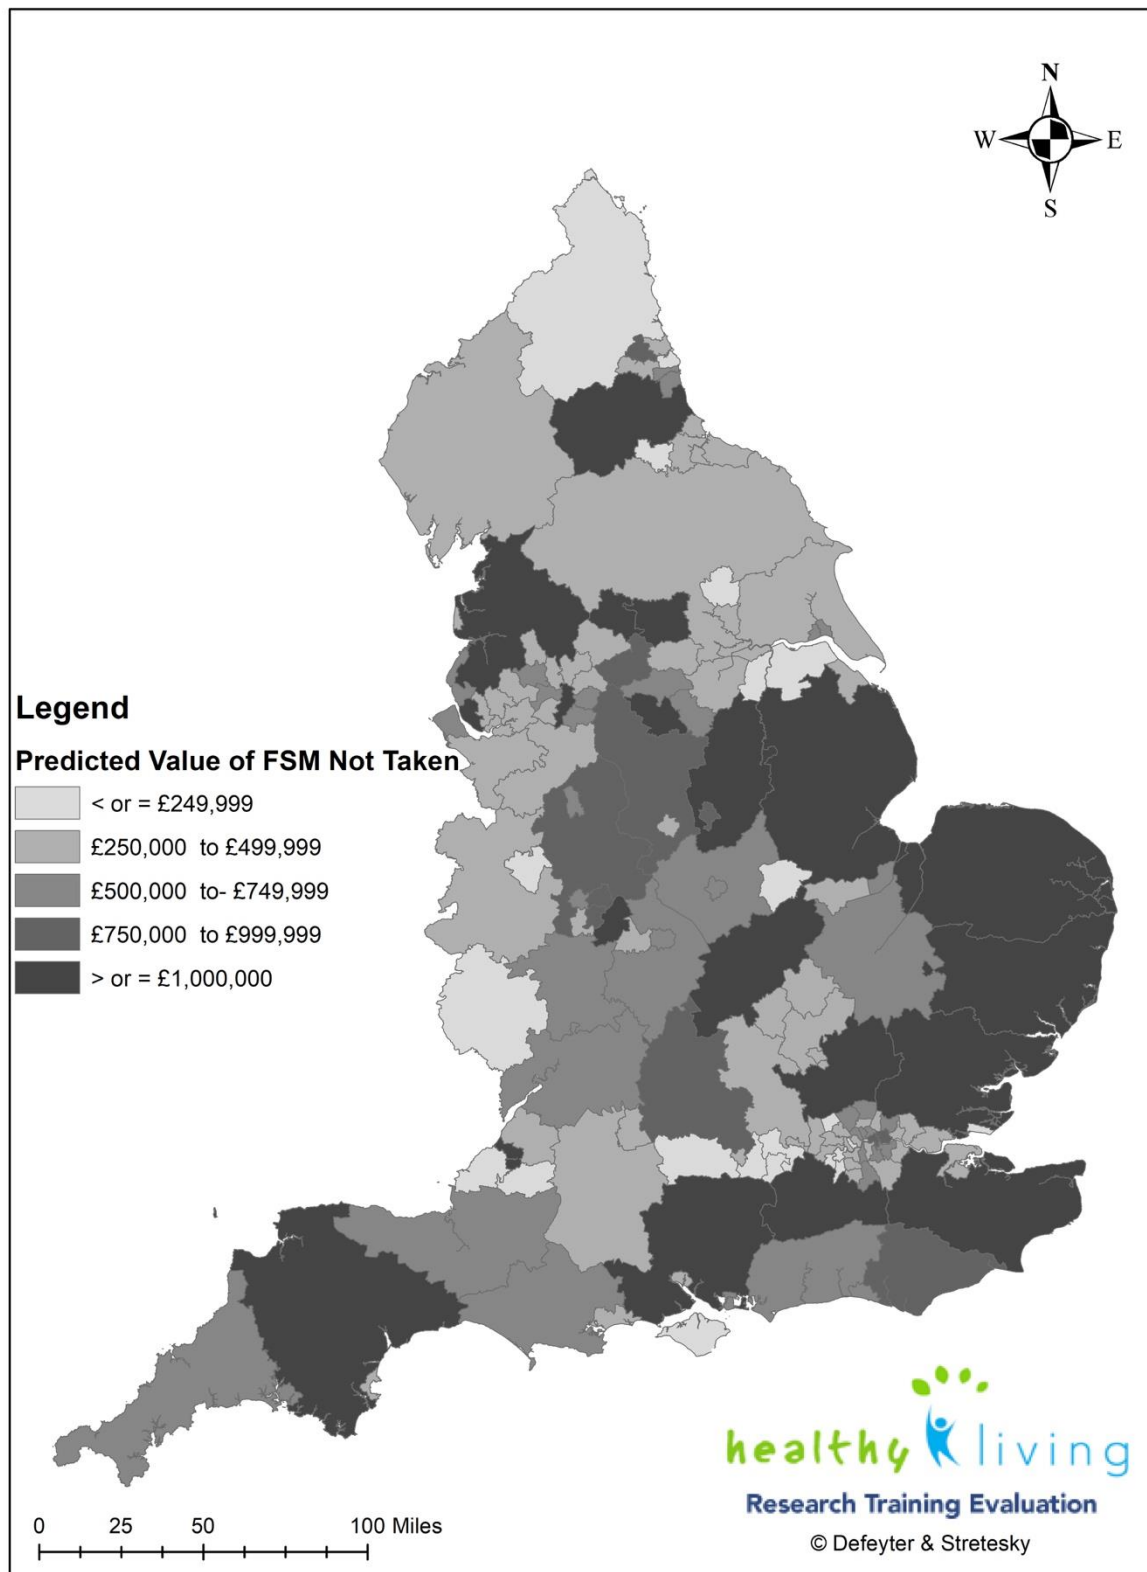 N
W E
S
Legend
Predicted Value of FSM Not Taken
< or = £249,999
£250,000 to £499,999
£500,000 to- £749,999
£750,000 to £999,999
> or = £1,000,000
healthy living
Research Training Evaluation
© Defeyter & Stretesky
0 25 50 100 Miles